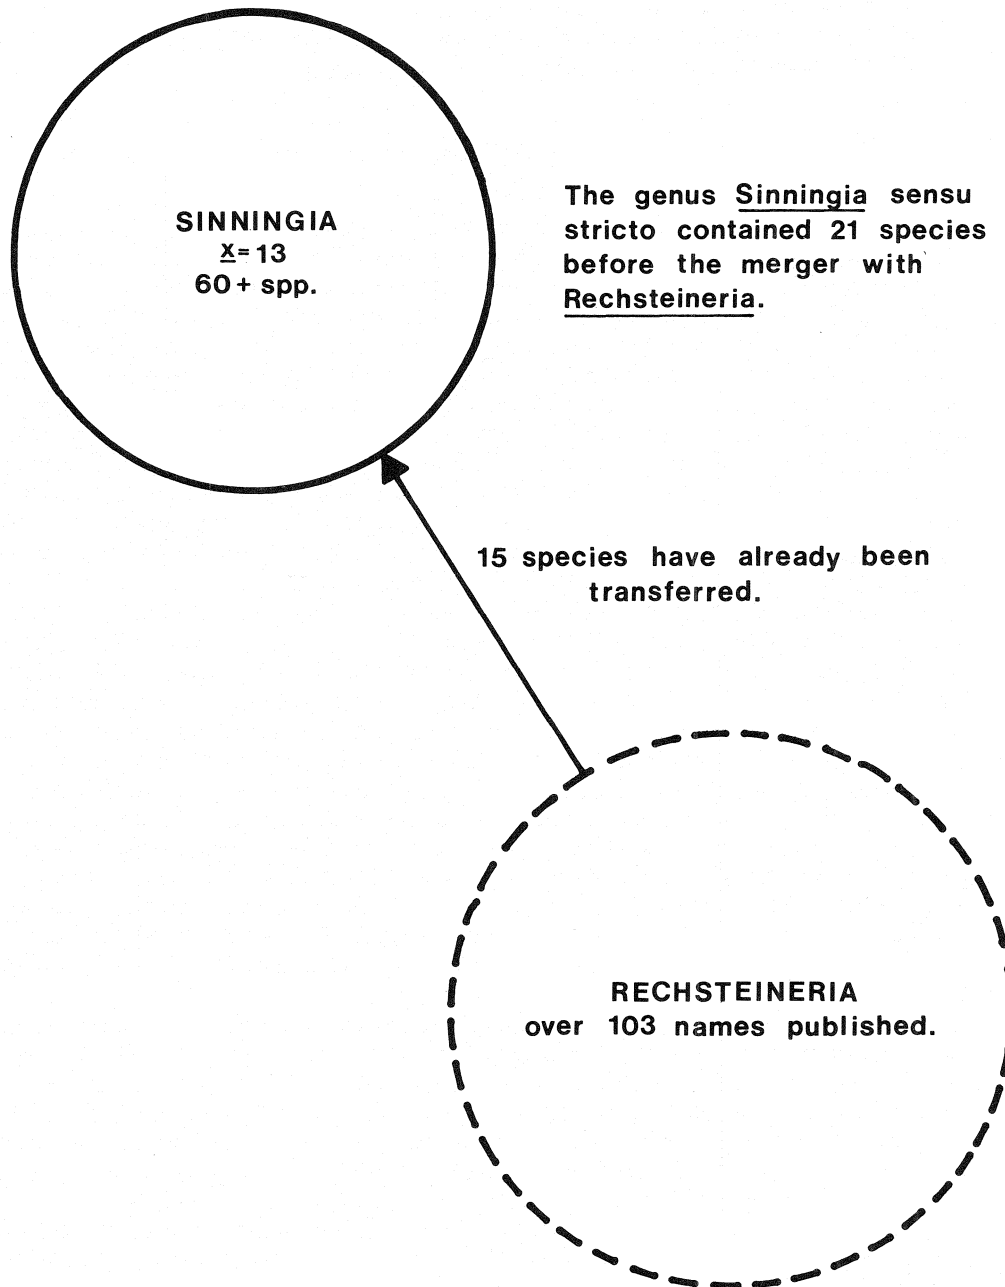 SINNINGIA
x=13
60+ spp.
The genus Sinningia sensu
stricto contained 21 species
before the merger with
Rechsteineria.
15 species have already been
transferred.
RECHSTEINERIA
over 103 names published.